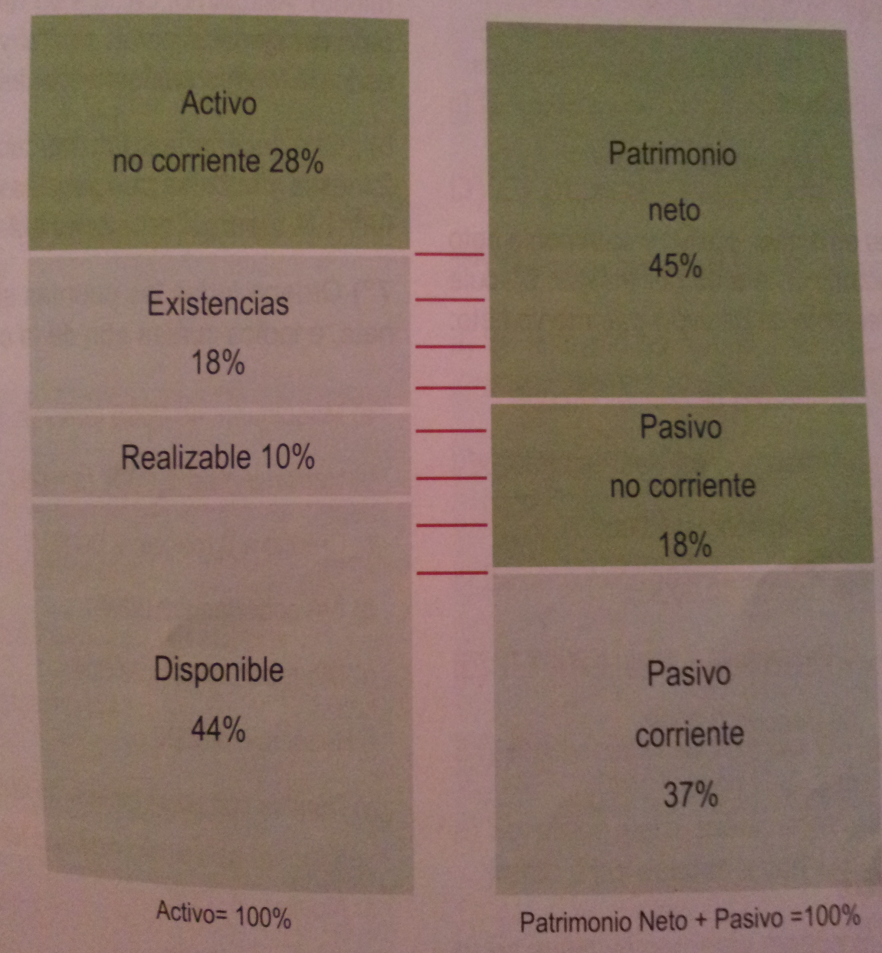 Activo
no corriente 28%
Existencias
18%
Realizable 10%
Disponible
44%
Activo= 100%
Patrimonio
neto
45%
Pasivo
no corriente
18%
Pasivo
corriente
37%
Patrimonio Neto + Pasivo =100%